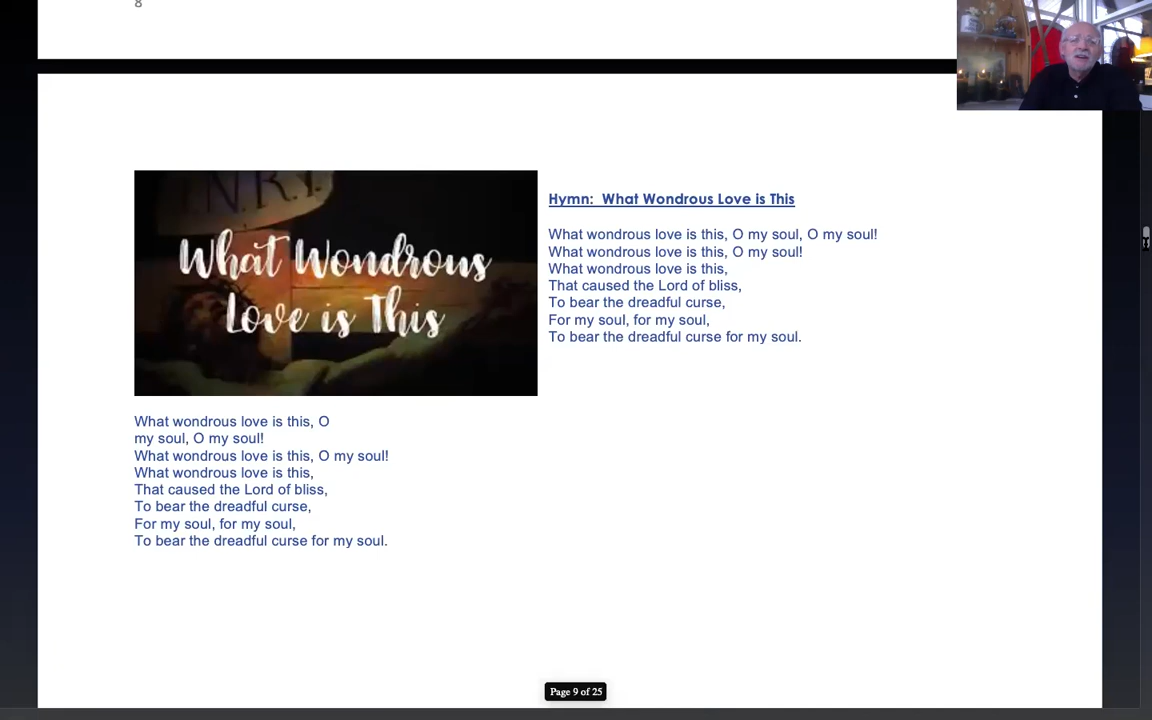 8
I.N.R.I.
What Wondrous
Love is This
Hymn:  What Wondrous Love is This
What wondrous love is this, O my soul, O my soul!
What wondrous love is this, O my soul!
What wondrous love is this,
That caused the Lord of bliss,
To bear the dreadful curse,
For my soul, for my soul,
To bear the dreadful curse for my soul.
What wondrous love is this, O
my soul, O my soul!
What wondrous love is this, O my soul!
What wondrous love is this,
That caused the Lord of bliss,
To bear the dreadful curse,
For my soul, for my soul,
To bear the dreadful curse for my soul.
Page 9 of 25